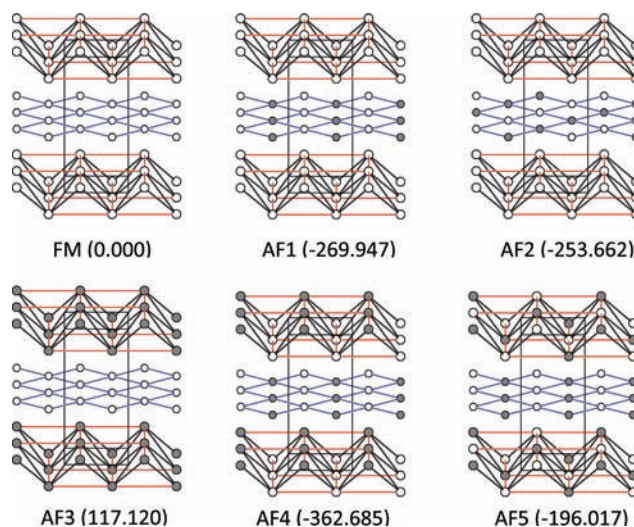 FM (0.000) AF1 (-269.947) AF2 (-253.662)
AF3 (117.120) AF4 (-362.685) AF5 (-196.017)